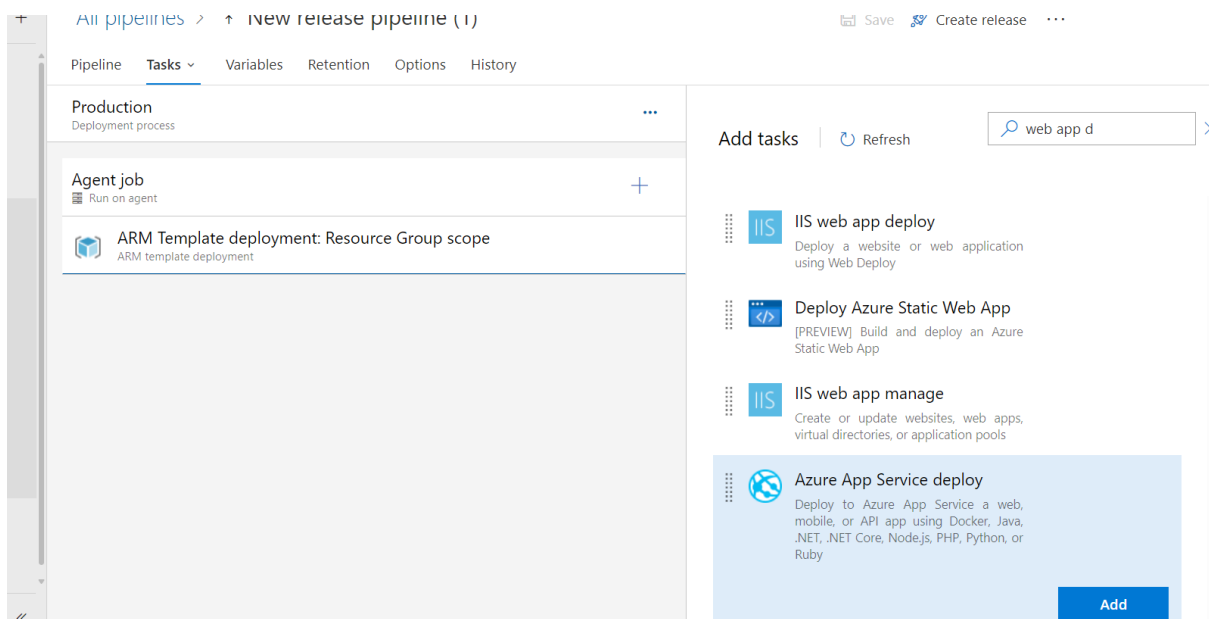 All pipelines > ↑ New release pipeline (1)
Save Create release ...
Pipeline Tasks Variables Retention Options History
Production
Deployment process
...
Agent job
Run on agent
ARM Template deployment: Resource Group scope
ARM template deployment
Add tasks Refresh web app d
IIS
IIS web app deploy
Deploy a website or web application
using Web Deploy
Deploy Azure Static Web App
[PREVIEW] Build and deploy an Azure
Static Web App
IIS
IIS web app manage
Create or update websites, web apps,
virtual directories, or application pools
Azure App Service deploy
Deploy to Azure App Service a web,
mobile, or API app using Docker, Java,
.NET, .NET Core, Node.js, PHP, Python, or
Ruby
Add